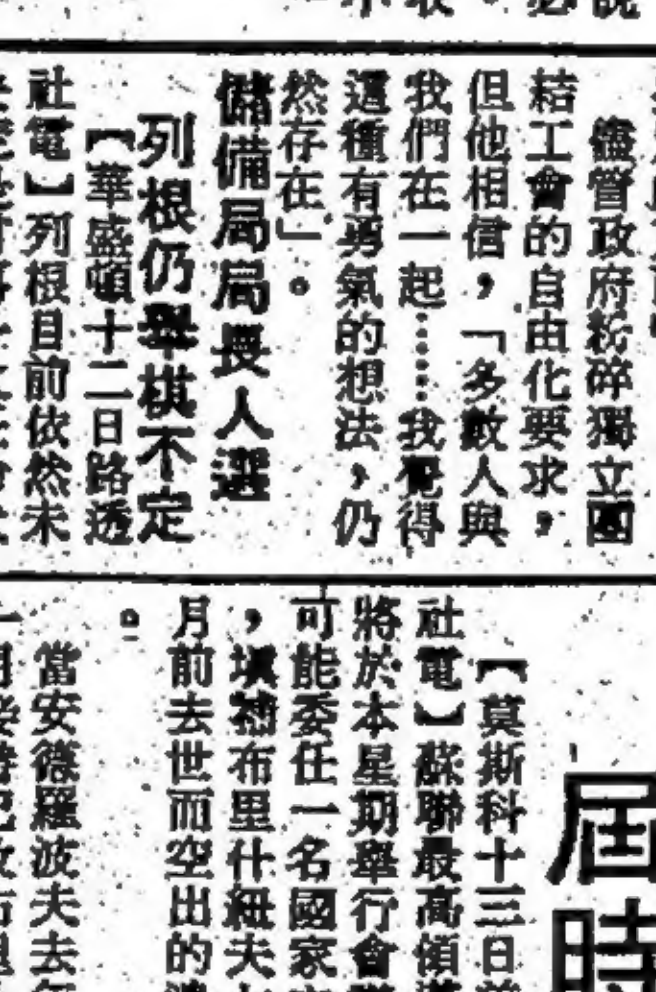 儘管政府粉碎獨立團
結工會的自由化要求，
但他相信，「多數人與
我們在一起……我覺得
這種有勇氣的想法，仍
然存在」。
儲備局局長人選
列根仍舉棋不定
【華盛頓十二日路透
社電】列根目前依然未
屆時
【莫斯科十三日
社電】蘇聯最高領
將於本星期舉行會
可能委任一名國家
，填補布里什紐夫
月前去世而空出的
。
當安德羅波夫去年